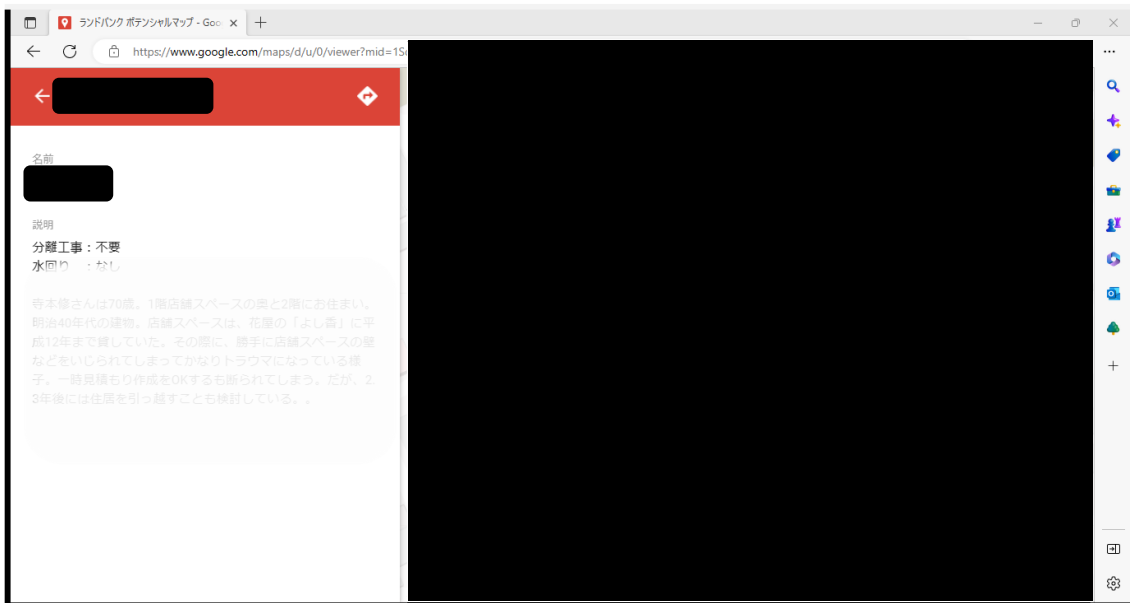 ランドバンク ポテンシャルマップ - Goo
https://www.google.com/maps/d/u/0/viewer?mid=1S
名前
説明
分離工事：不要
水回り　：なし
寺本修さんは70歳。1階店舗スペースの奥と2階にお住まい。
明治40年代の建物。店舗スペースは、花屋の「よし香」に平
成12年まで貸していた。その際に、勝手に店舗スペースの壁
などをいじられてしまってかなりトラウマになっている様
子。一時見積もり作成をOKするも断られてしまう。だが、2,
3年後には住居を引っ越すことも検討している。。